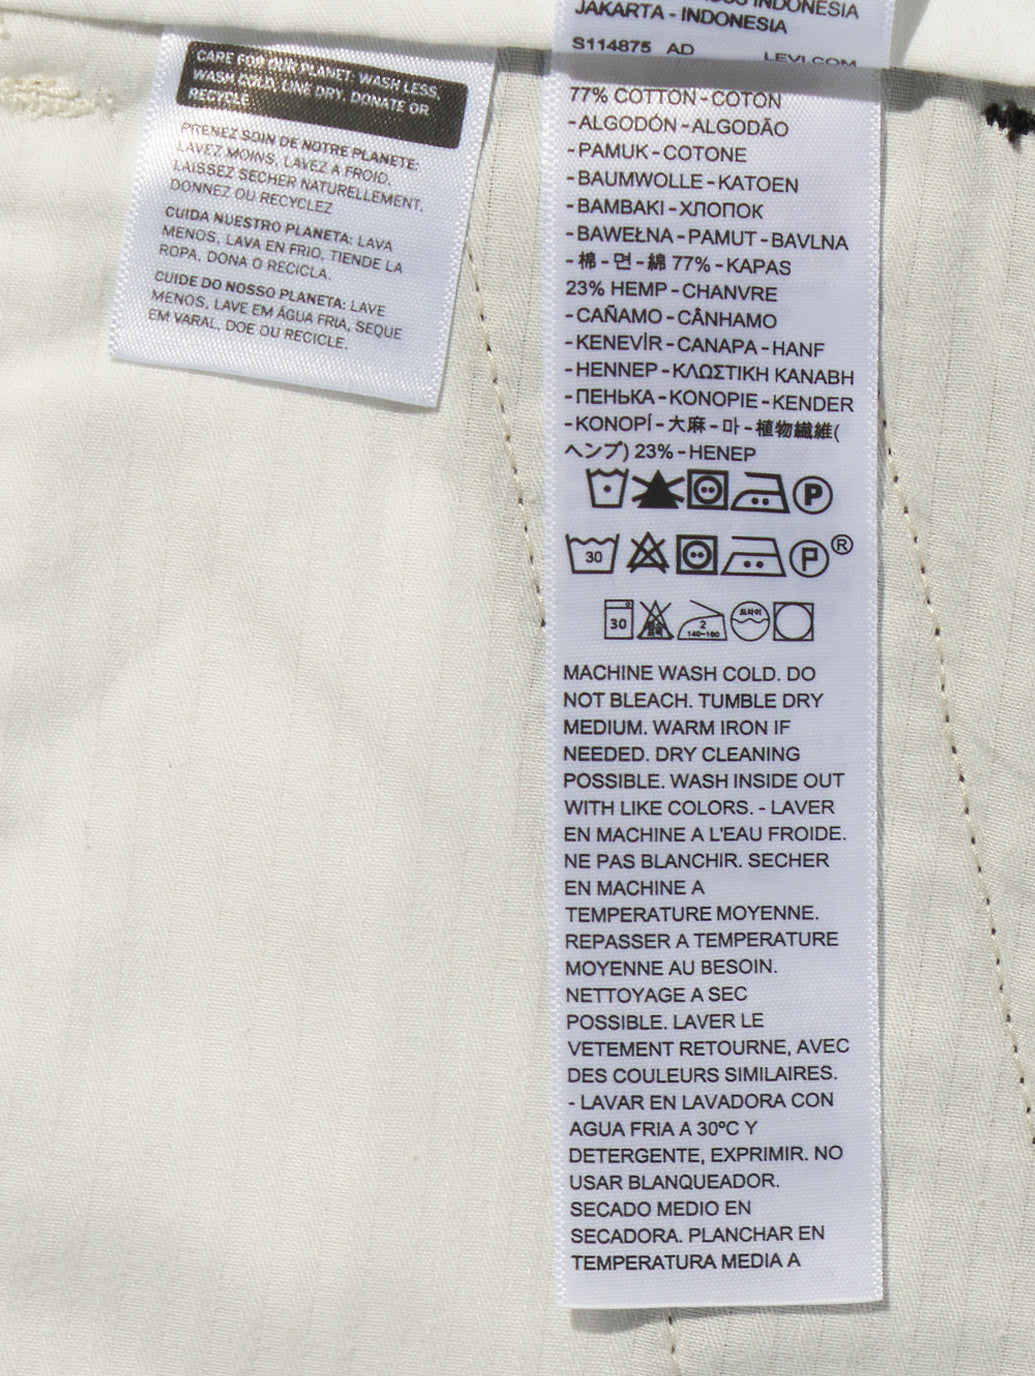 CARE FOR OUR PLANET: WASH LESS,
WASH COLD, LINE DRY, DONATE OR
RECYCLE
PRENEZ SOIN DE NOTRE PLANETE:
LAVEZ MOINS, LAVEZ A FROID,
LAISSEZ SECHER NATURELLEMENT,
DONNEZ OU RECYCLEZ
CUIDA NUESTRO PLANETA: LAVA
MENOS, LAVA EN FRIO, TIENDE LA
ROPA, DONA O RECICLA.
CUIDE DO NOSSO PLANETA: LAVE
MENOS, LAVE EM ÁGUA FRIA, SEQUE
EM VARAL, DOE OU RECICLE.
INDONESIA
JAKARTA - INDONESIA
S114875 AD LEVI.COM
77% COTTON - COTON
- ALGODÓN - ALGODÃO
- PAMUK - COTONE
- BAUMWOLLE - KATOEN
- BAMBAKI - ХЛОПОК
- BAWEŁNA - PAMUT - BAVLNA
- 棉 - 면 - 綿 77% - KAPAS
23% HEMP - CHANVRE
- CAÑAMO - CÂNHAMO
- KENEVİR - CANAPA - HANF
- HENNEP - ΚΛΩΣΤΙΚΗ ΚΑΝΑΒΗ
- ПЕНЬКА - KONOPIE - KENDER
- KONOPÍ - 大麻 - 마 - 植物繊維(
ヘンプ) 23% - HENEP
P
30 P ®
30 2 140~160 드라이
MACHINE WASH COLD. DO
NOT BLEACH. TUMBLE DRY
MEDIUM. WARM IRON IF
NEEDED. DRY CLEANING
POSSIBLE. WASH INSIDE OUT
WITH LIKE COLORS. - LAVER
EN MACHINE A L'EAU FROIDE.
NE PAS BLANCHIR. SECHER
EN MACHINE A
TEMPERATURE MOYENNE.
REPASSER A TEMPERATURE
MOYENNE AU BESOIN.
NETTOYAGE A SEC
POSSIBLE. LAVER LE
VETEMENT RETOURNE, AVEC
DES COULEURS SIMILAIRES.
- LAVAR EN LAVADORA CON
AGUA FRIA A 30ºC Y
DETERGENTE, EXPRIMIR. NO
USAR BLANQUEADOR.
SECADO MEDIO EN
SECADORA. PLANCHAR EN
TEMPERATURA MEDIA A